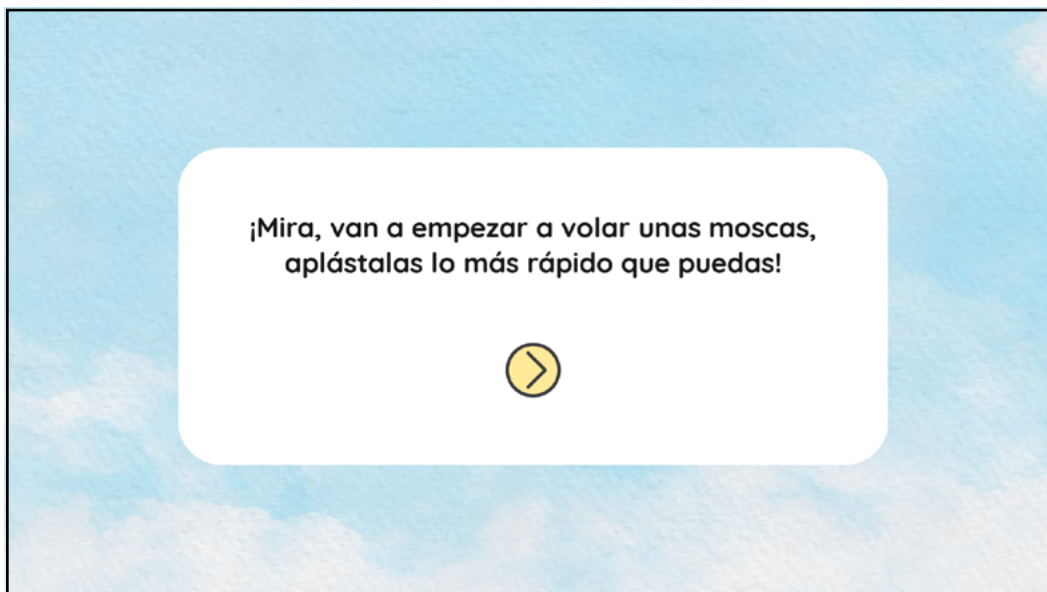 ¡Mira, van a empezar a volar unas moscas,
aplástalas lo más rápido que puedas!